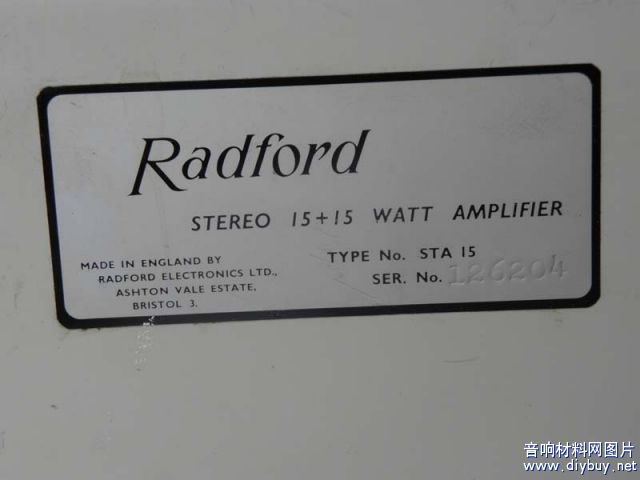 Radford
STEREO 15+15 WATT AMPLIFIER
MADE IN ENGLAND BY
RADFORD ELECTRONICS LTD.,
ASHTON VALE ESTATE,
BRISTOL 3.
TYPE No. STA 15
SER. No. 126204
音响材料网图片
www.diybuy.net